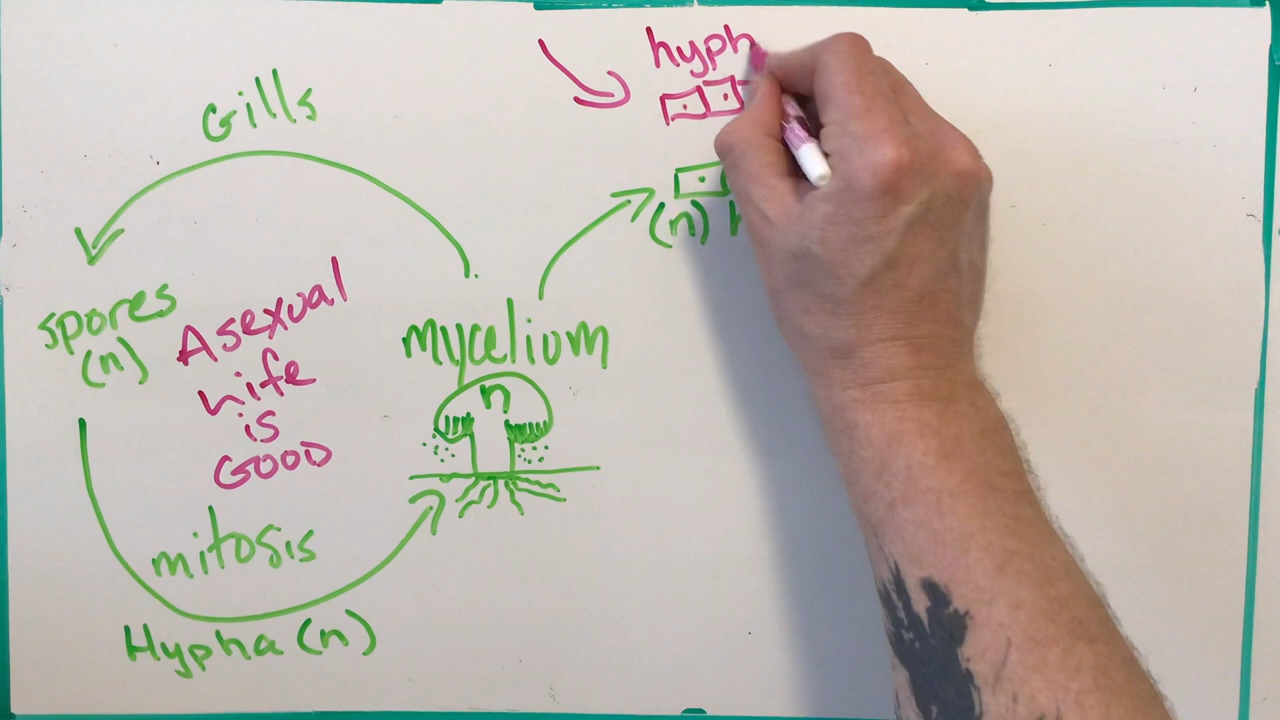 hyph
Gills
(n)
spores
(n)
Asexual
Life
is
GOOD
mycelium
n
mitosis
Hypha (n)